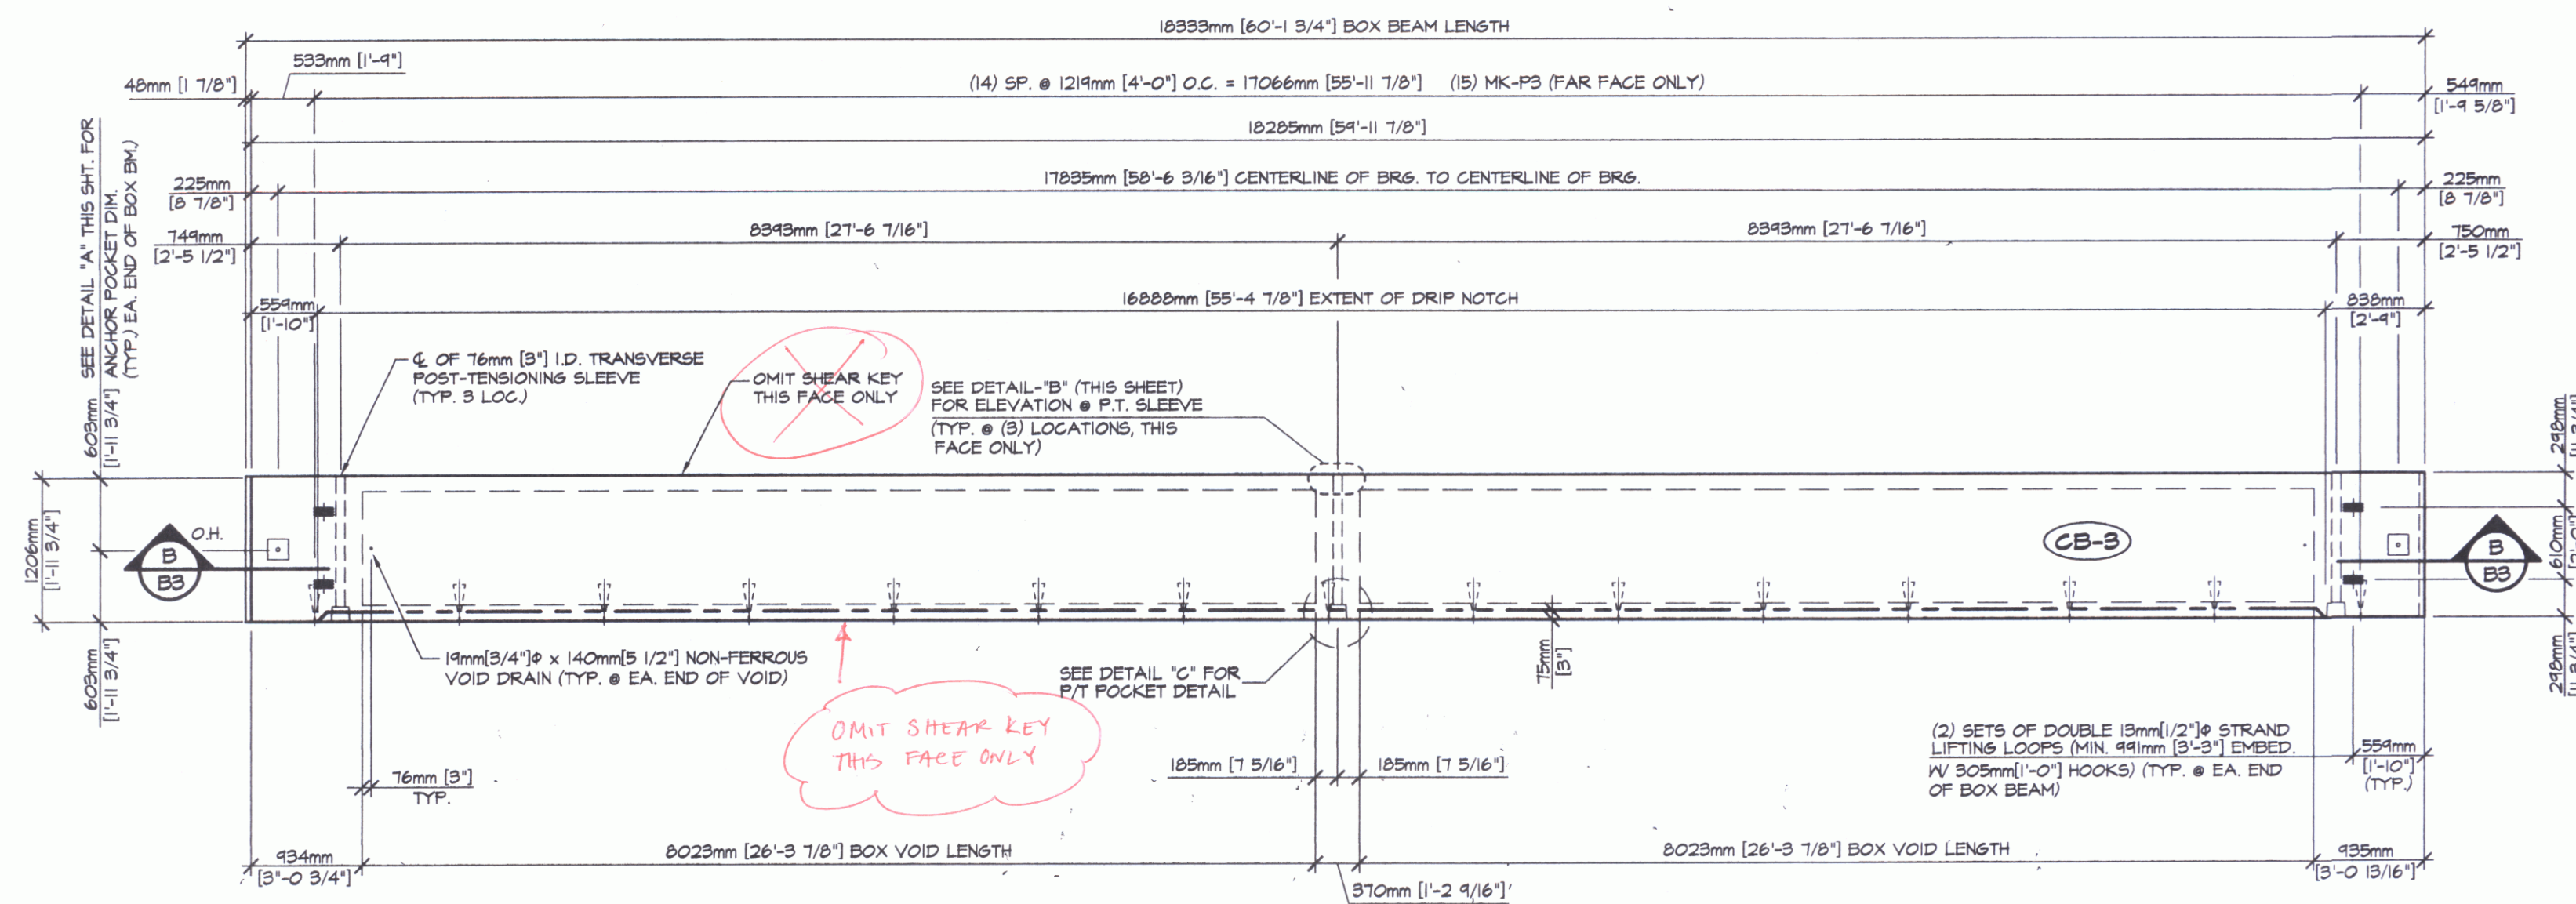 18333mm [60'-1 3/4"] BOX BEAM LENGTH
533mm [1'-9"]
48mm [1 7/8"]
(14) SP. @ 1219mm [4'-0"] O.C. = 17066mm [55'-11 7/8"] (15) MK-P3 (FAR FACE ONLY)
549mm
[1'-9 5/8"]
18285mm [59'-11 7/8"]
SEE DETAIL "A" THIS SHT. FOR
ANCHOR POCKET DIM.
(TYP.) EA. END OF BOX BM.)
225mm
[8 7/8"]
17835mm [58'-6 3/16"] CENTERLINE OF BRG. TO CENTERLINE OF BRG.
225mm
[8 7/8"]
749mm
[2'-5 1/2"]
8393mm [27'-6 7/16"]
8393mm [27'-6 7/16"]
750mm
[2'-5 1/2"]
559mm
[1'-10"]
16888mm [55'-4 7/8"] EXTENT OF DRIP NOTCH
838mm
[2'-9"]
℄ OF 76mm [3"] I.D. TRANSVERSE
POST-TENSIONING SLEEVE
(TYP. 3 LOC.)
OMIT SHEAR KEY
THIS FACE ONLY
SEE DETAIL-"B" (THIS SHEET)
FOR ELEVATION @ P.T. SLEEVE
(TYP. @ (3) LOCATIONS, THIS
FACE ONLY)
603mm
[1'-11 3/4"]
298mm
1206mm
[1'-11 3/4"]
O.H.
B
B3
CB-3
B
B3
610mm
603mm
[1'-11 3/4"]
19mm[3/4"]Φ x 140mm[5 1/2"] NON-FERROUS
VOID DRAIN (TYP. @ EA. END OF VOID)
SEE DETAIL "C" FOR
P/T POCKET DETAIL
75mm
[3"]
298mm
OMIT SHEAR KEY
THIS FACE ONLY
(2) SETS OF DOUBLE 13mm[1/2"]Φ STRAND
LIFTING LOOPS (MIN. 991mm [3'-3"] EMBED.
W/ 305mm[1'-0"] HOOKS) (TYP. @ EA. END
OF BOX BEAM)
559mm
[1'-10"]
(TYP.)
76mm [3"]
TYP.
185mm [7 5/16"]
185mm [7 5/16"]
934mm
[3"-0 3/4"]
8023mm [26'-3 7/8"] BOX VOID LENGTH
8023mm [26'-3 7/8"] BOX VOID LENGTH
935mm
[3'-0 13/16"]
370mm [1'-2 9/16"]